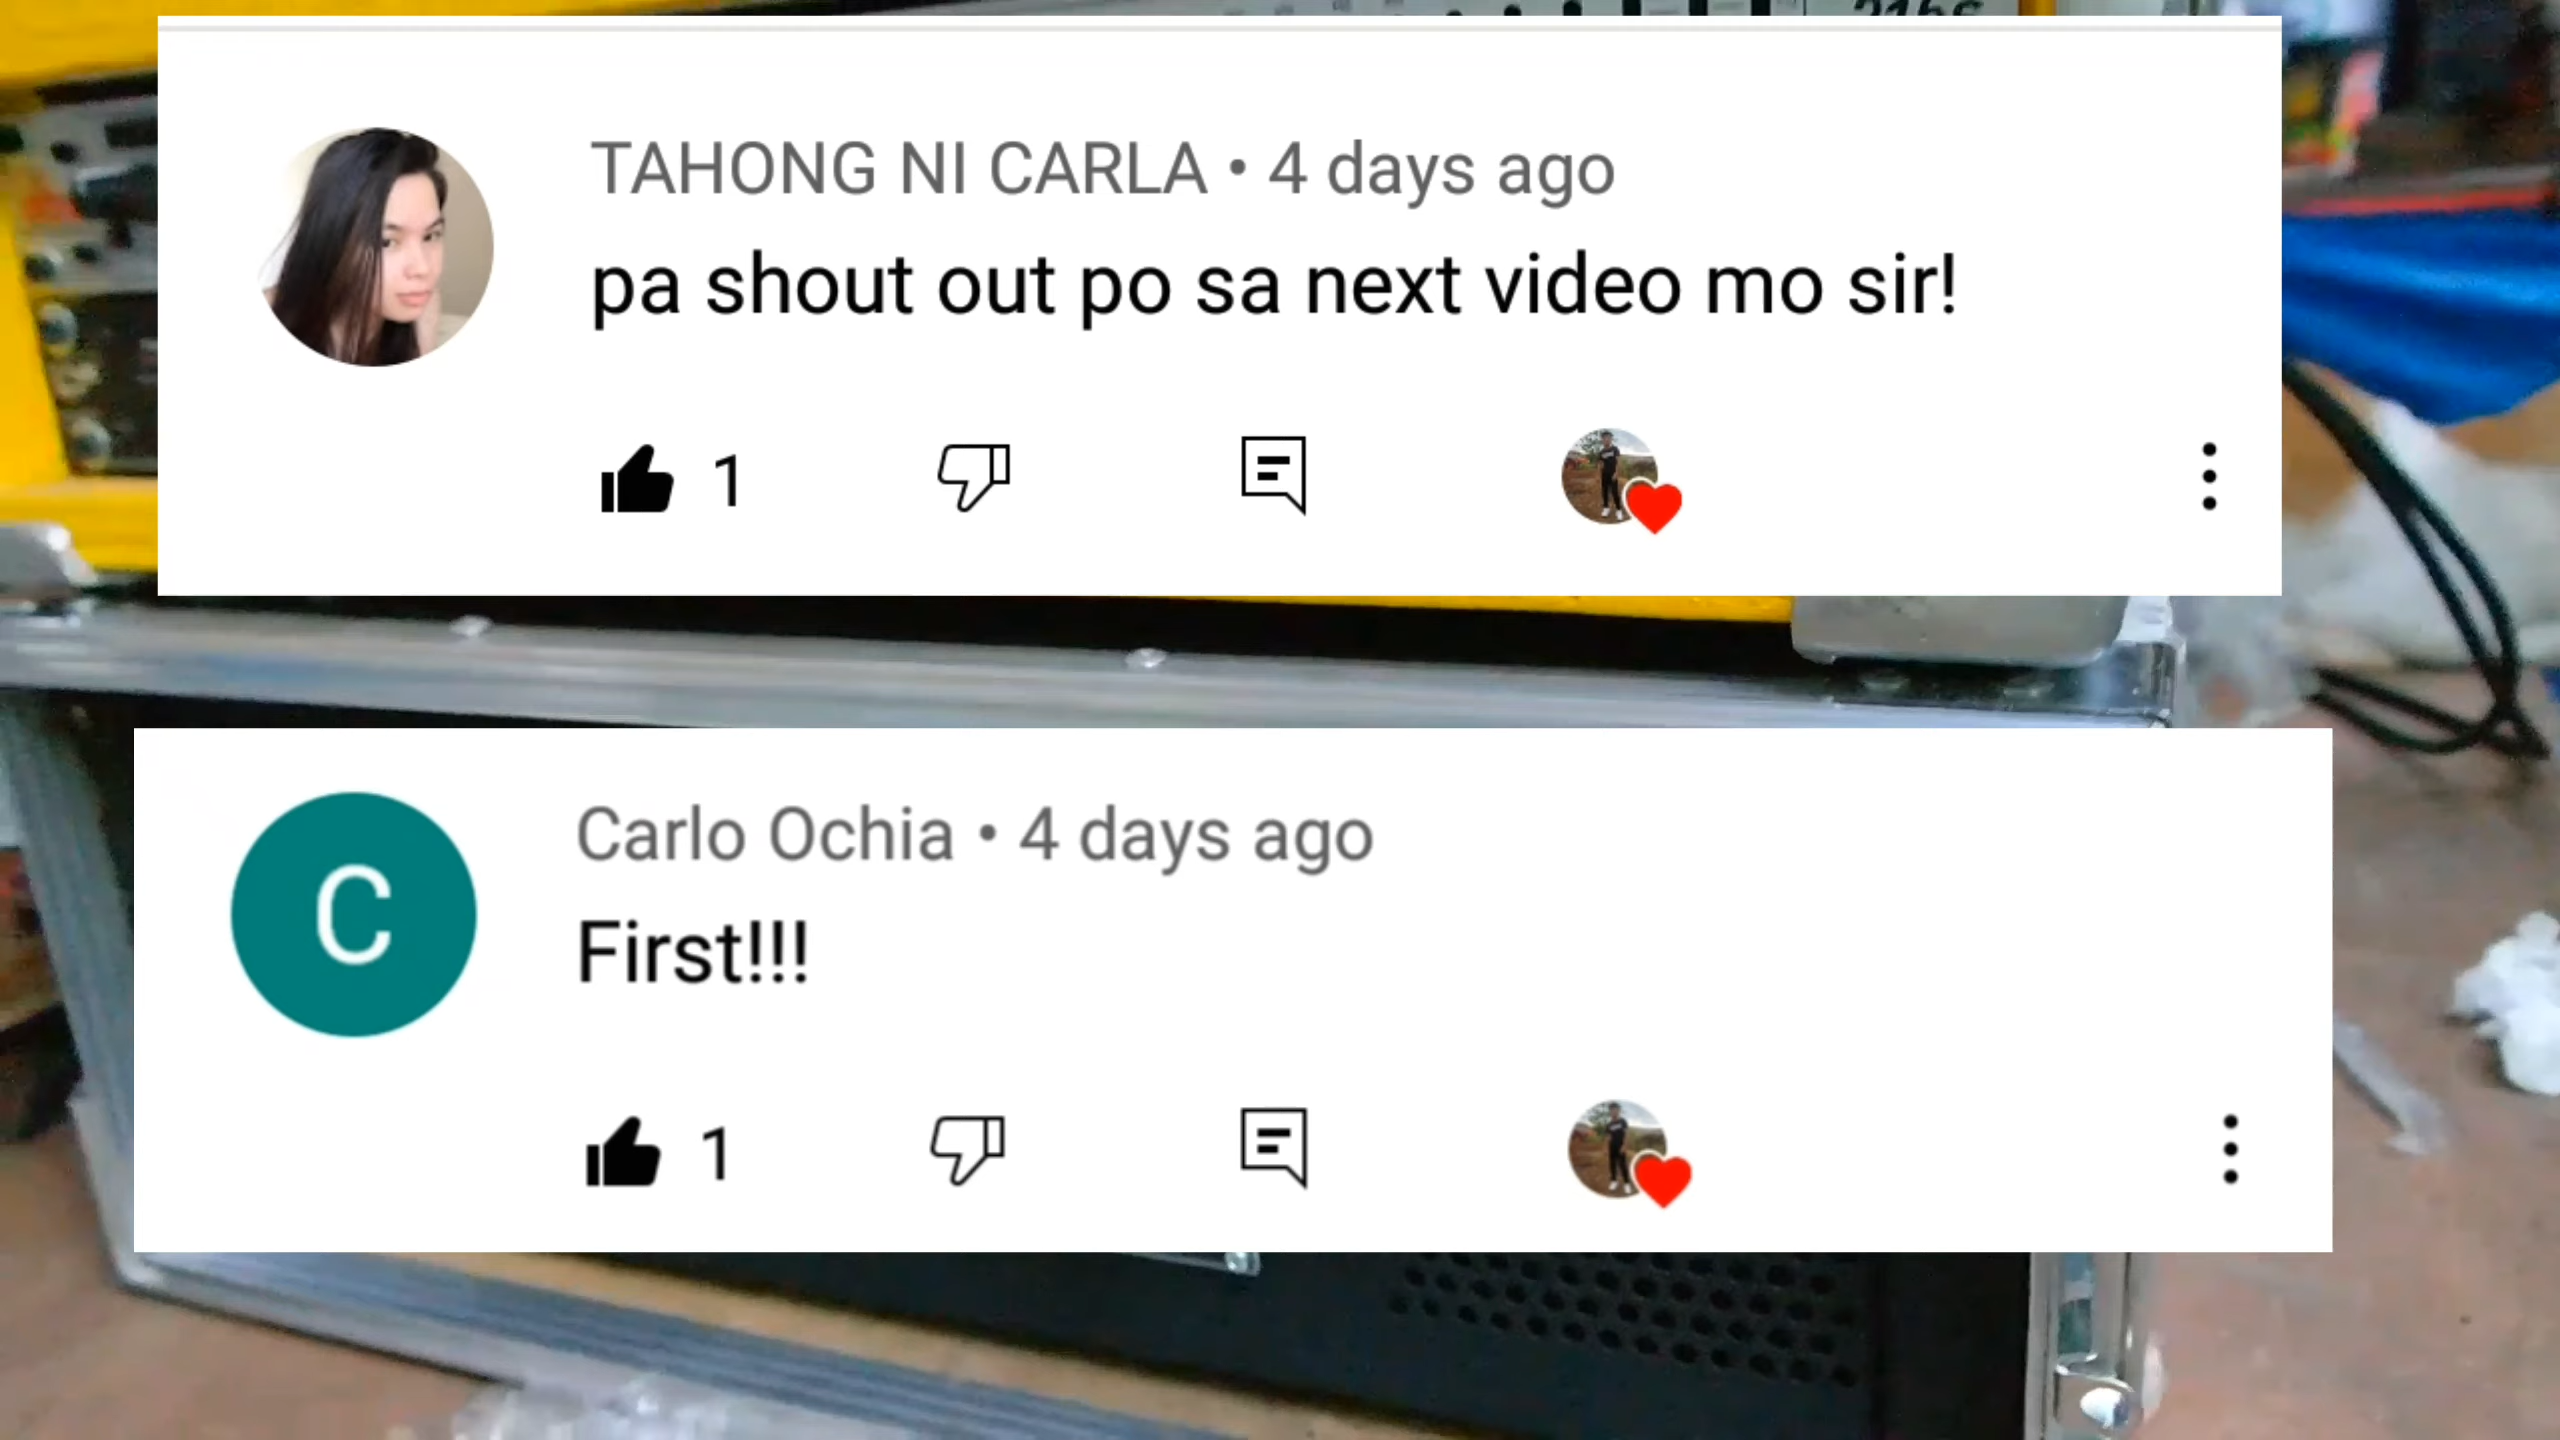 TAHONG NI CARLA • 4 days ago
pa shout out po sa next video mo sir!
1
C
Carlo Ochia • 4 days ago
First!!!
1